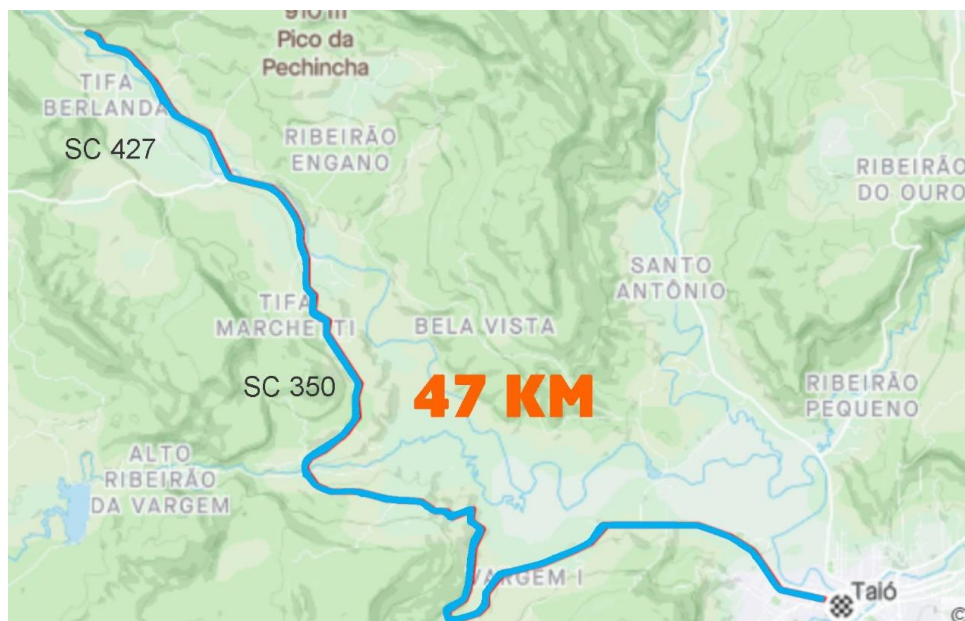 910 m
Pico da
Pechincha
TIFA
BERLANDA
SC 427
RIBEIRÃO
ENGANO
RIBEIRÃO
DO OURO
SANTO
ANTÔNIO
TIFA
MARCHETTI
BELA VISTA
SC 350
47 KM
RIBEIRÃO
PEQUENO
ALTO
RIBEIRÃO
DA VARGEM
VARGEM I
Taió
©